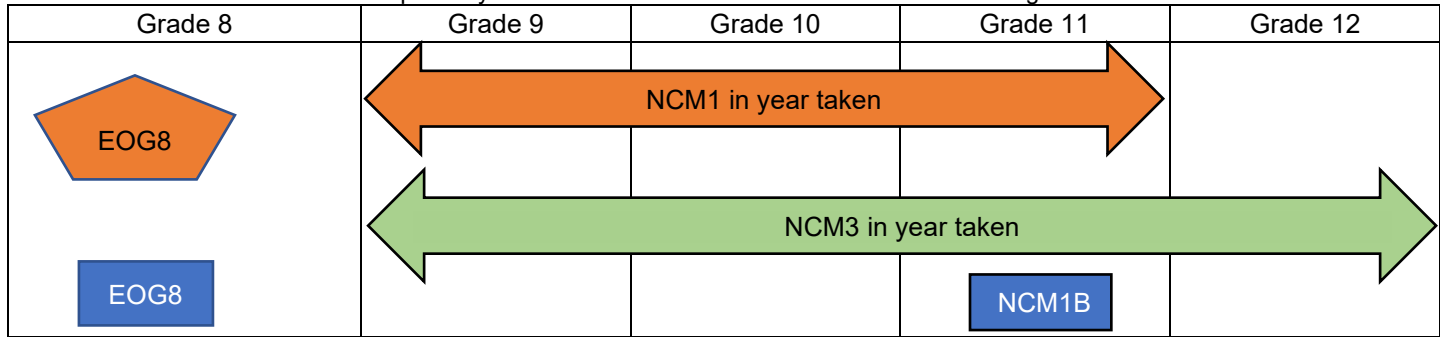 Grade 8 Grade 9 Grade 10 Grade 11 Grade 12
NCM1 in year taken
EOG8
NCM3 in year taken
EOG8
NCM1B